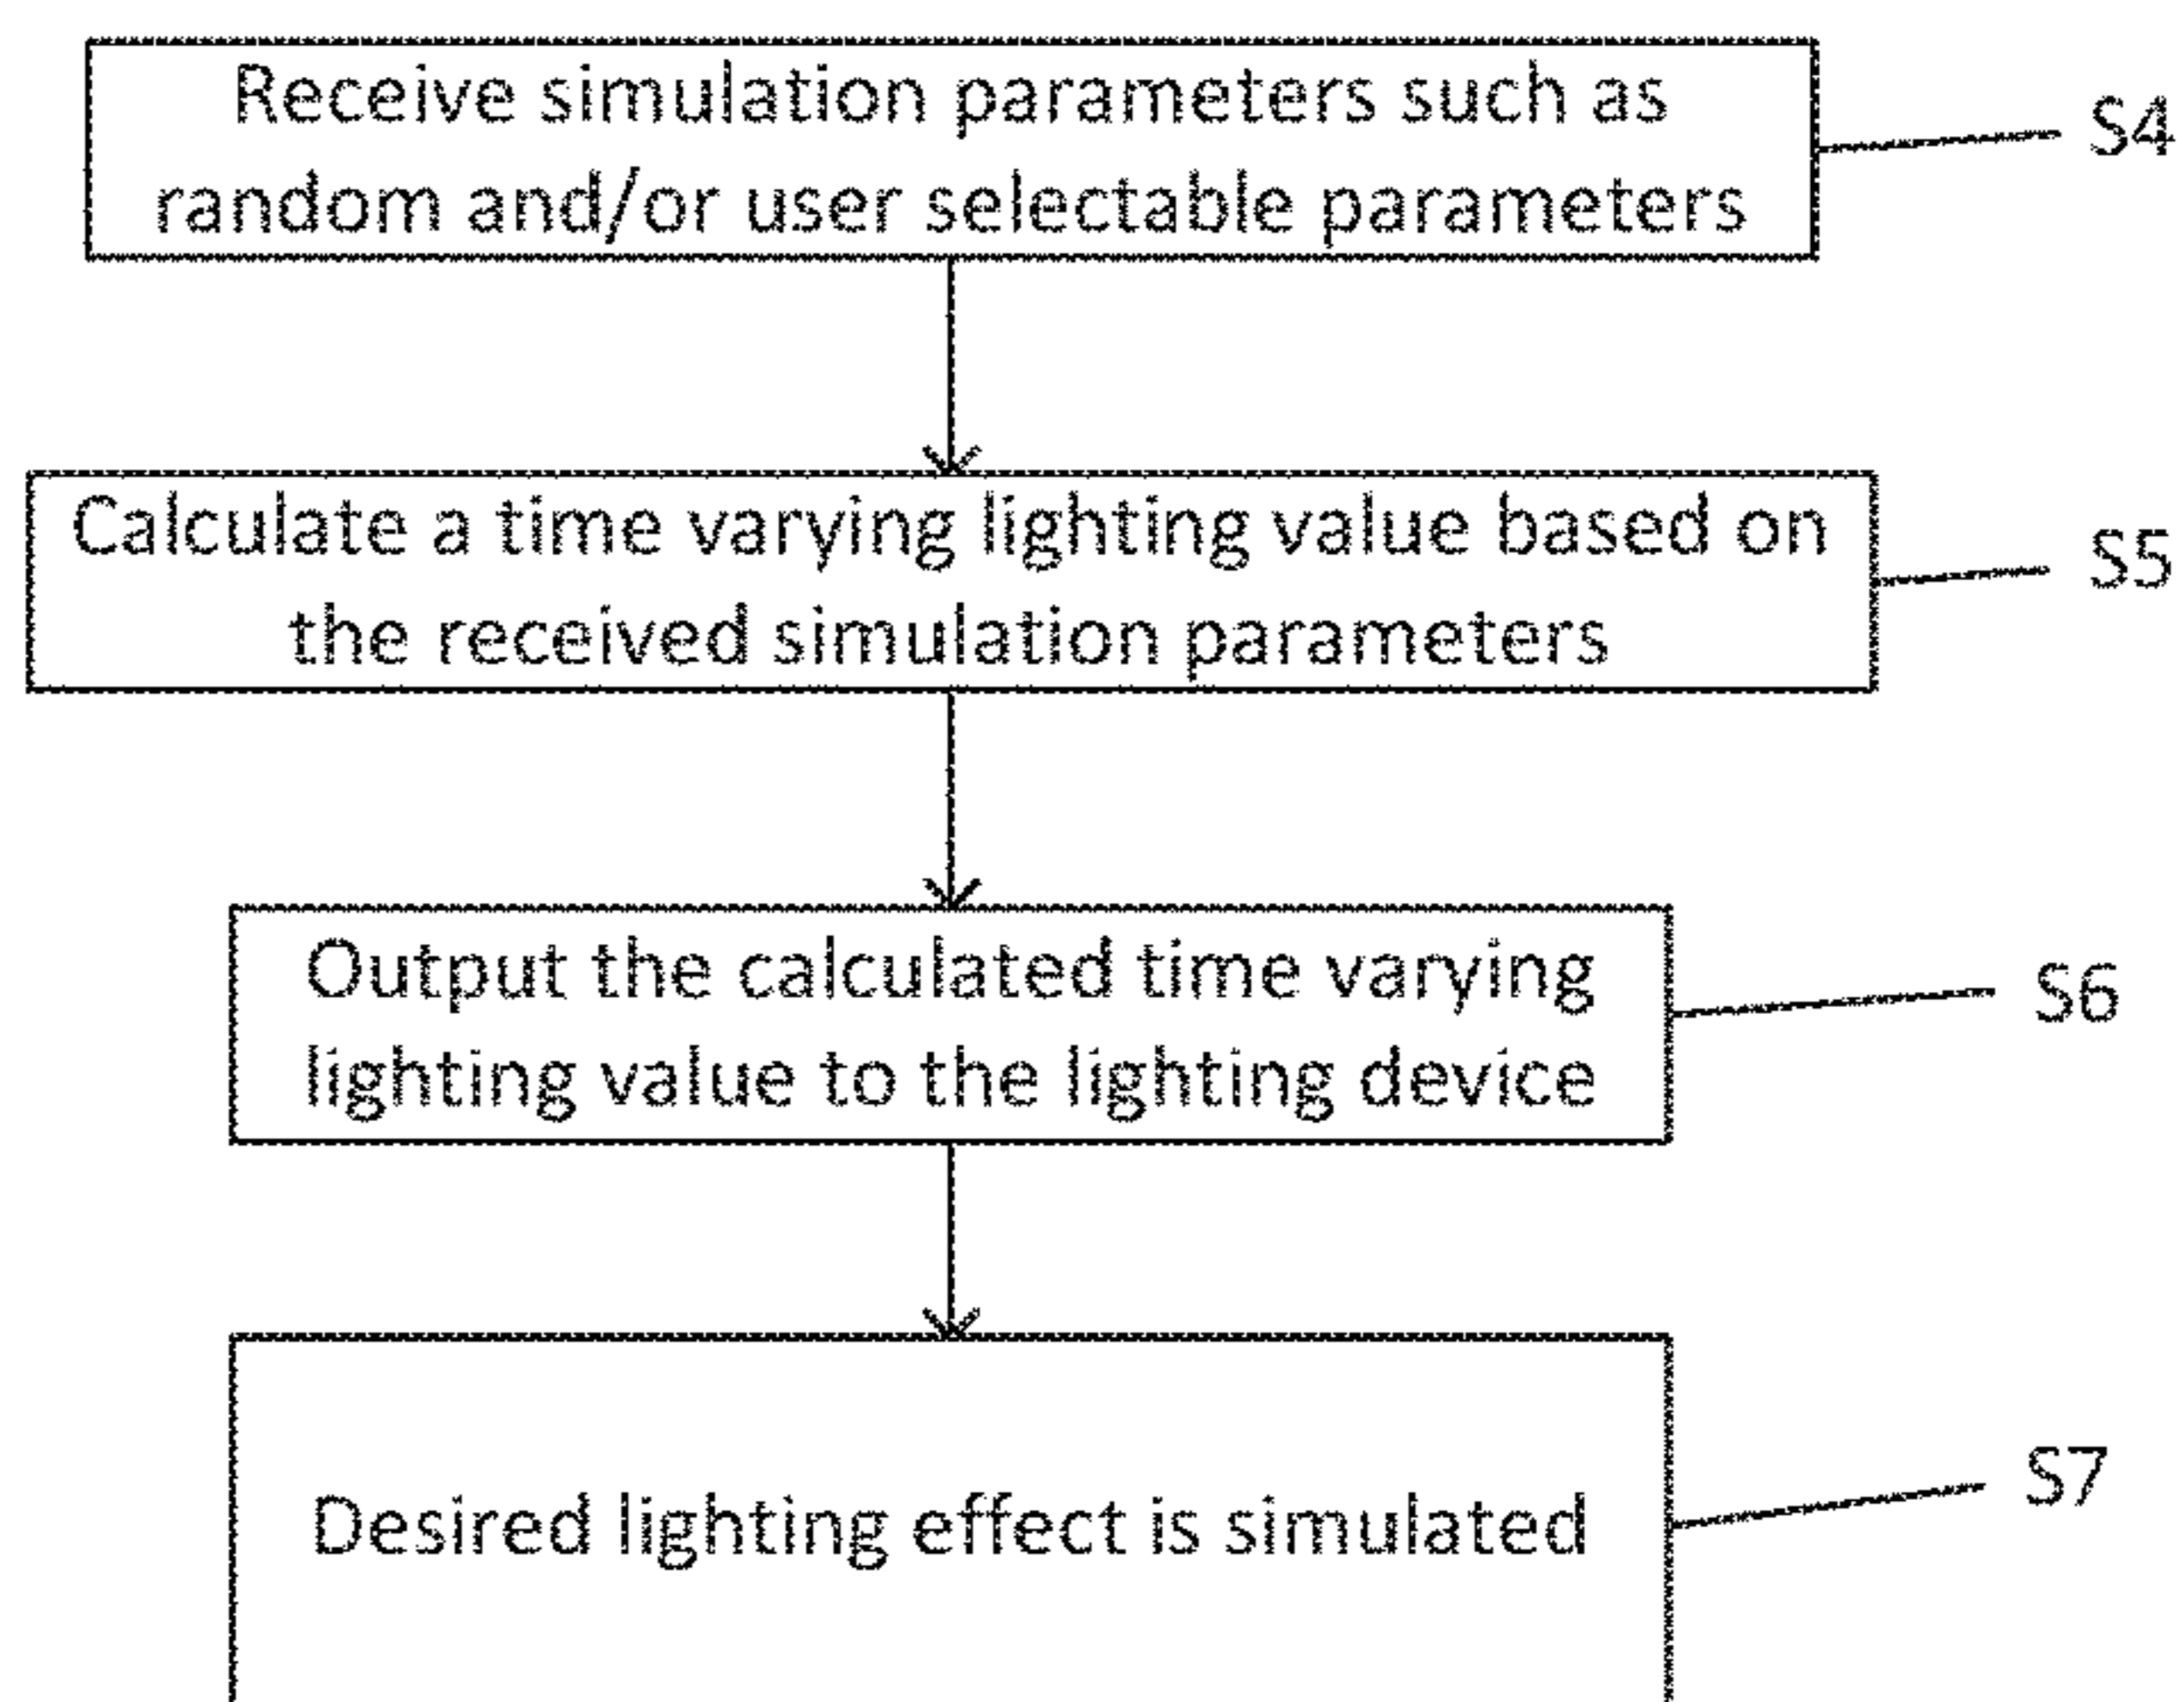 Receive simulation parameters such as
random and/or user selectable parameters
S4
Calculate a time varying lighting value based on
the received simulation parameters
S5
Output the calculated time varying
lighting value to the lighting device
S6
Desired lighting effect is simulated
S7